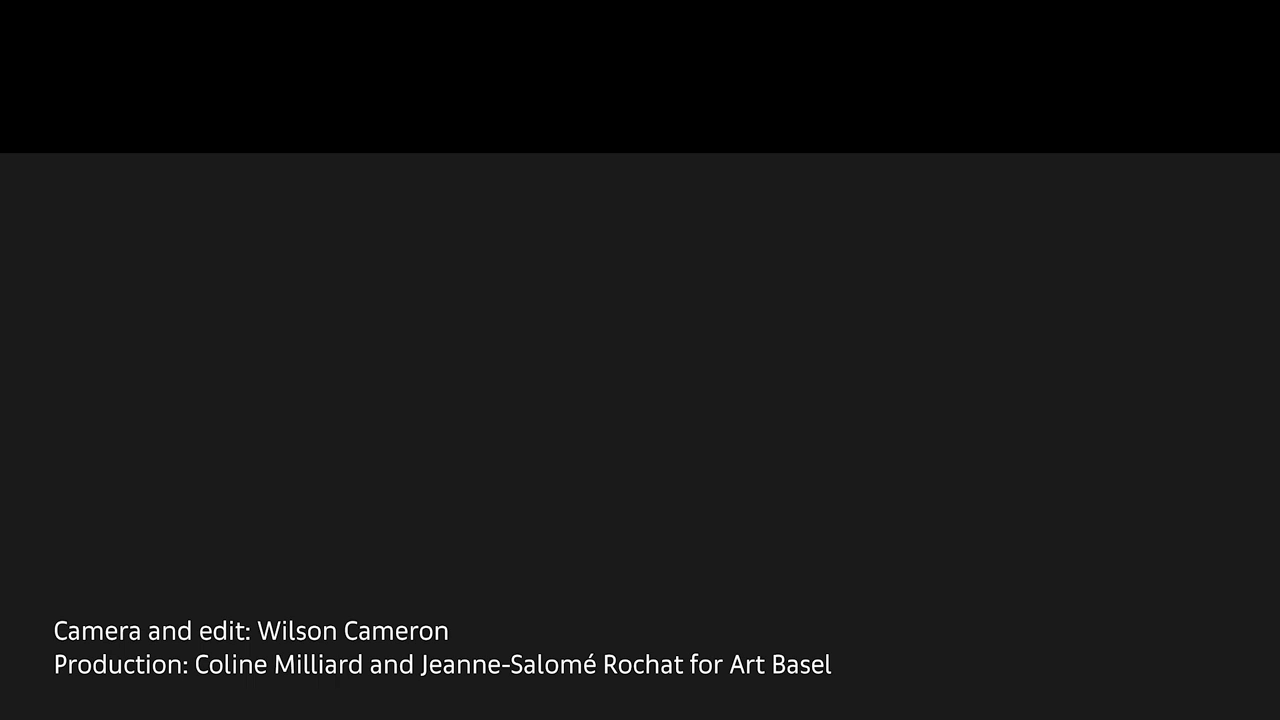 Camera and edit: Wilson Cameron
Production: Coline Milliard and Jeanne-Salomé Rochat for Art Basel